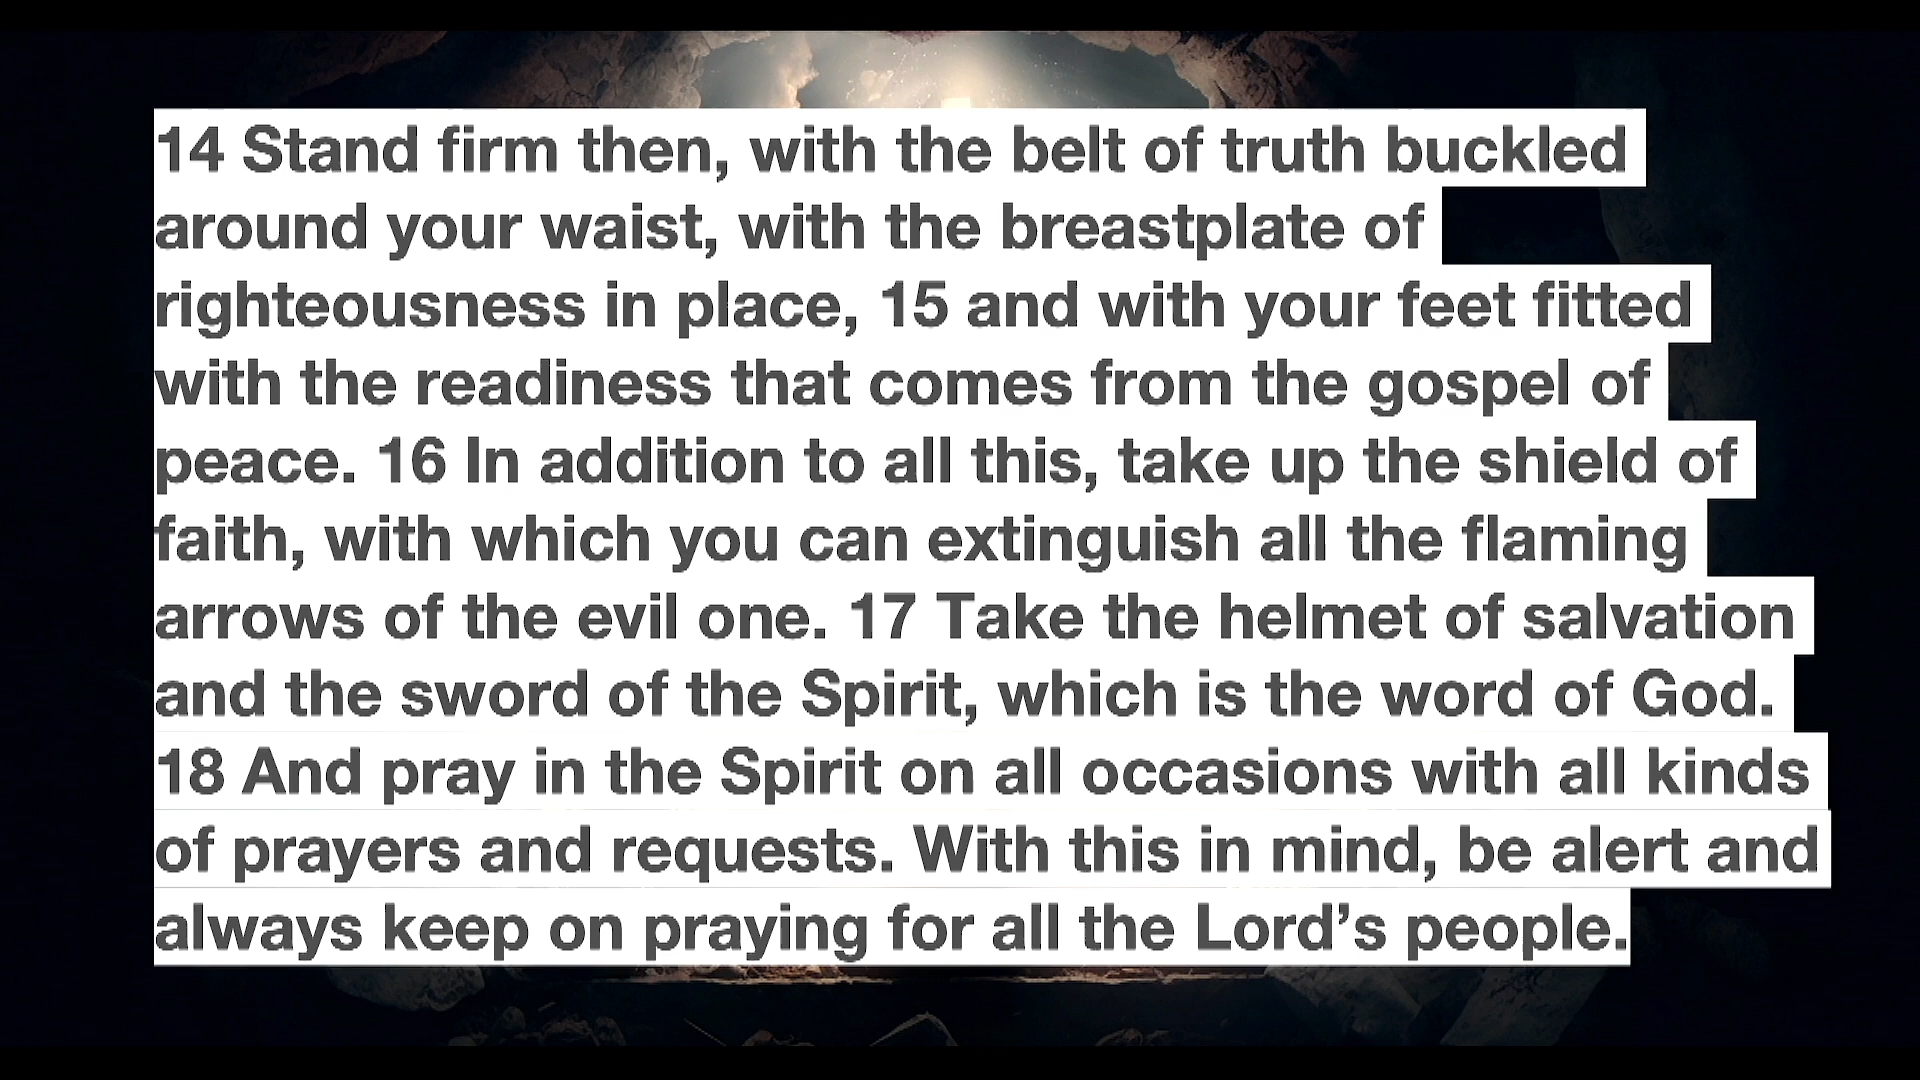 14 Stand firm then, with the belt of truth buckled
around your waist, with the breastplate of
righteousness in place, 15 and with your feet fitted
with the readiness that comes from the gospel of
peace. 16 In addition to all this, take up the shield of
faith, with which you can extinguish all the flaming
arrows of the evil one. 17 Take the helmet of salvation
and the sword of the Spirit, which is the word of God.
18 And pray in the Spirit on all occasions with all kinds
of prayers and requests. With this in mind, be alert and
always keep on praying for all the Lord’s people.